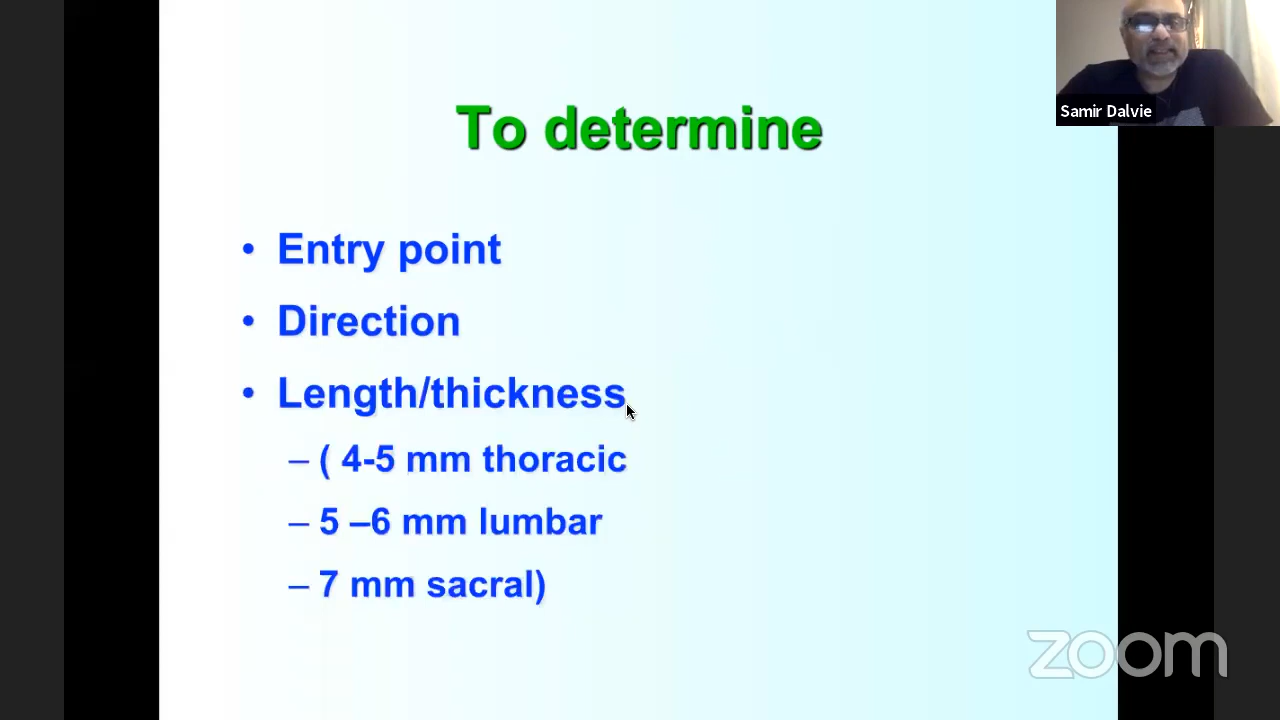 Samir Dalvie
To determine
• Entry point
• Direction
• Length/thickness
– ( 4-5 mm thoracic
– 5 –6 mm lumbar
– 7 mm sacral)
zoom